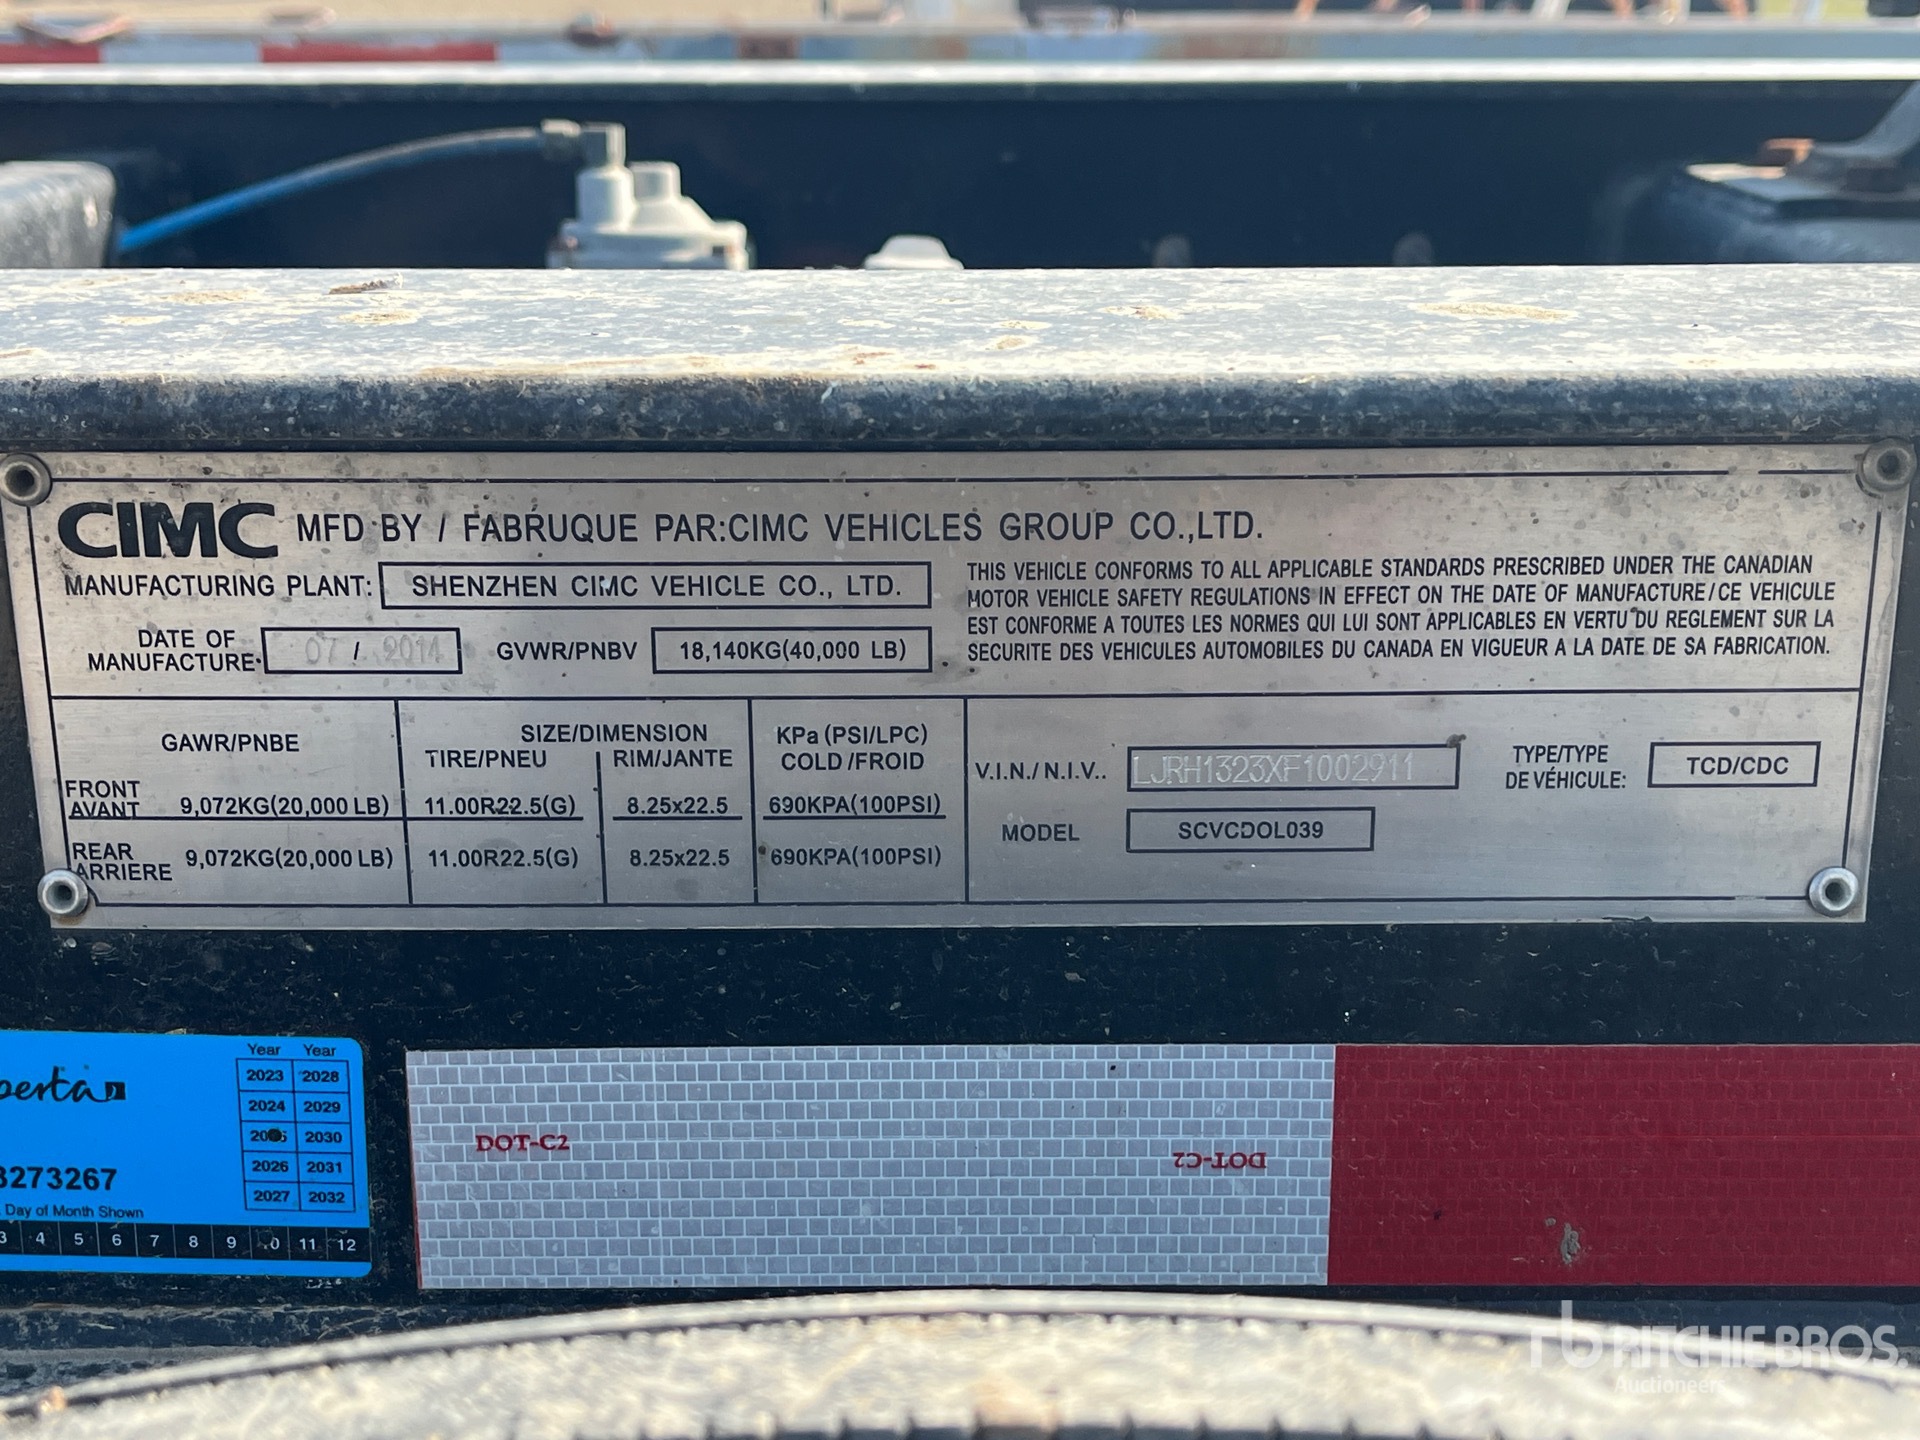 CIMC MFD BY / FABRUQUE PAR:CIMC VEHICLES GROUP CO.,LTD.
MANUFACTURING PLANT: SHENZHEN CIMC VEHICLE CO., LTD.
DATE OF
MANUFACTURE 07 / 2014 GVWR/PNBV 18,140KG(40,000 LB)
THIS VEHICLE CONFORMS TO ALL APPLICABLE STANDARDS PRESCRIBED UNDER THE CANADIAN
MOTOR VEHICLE SAFETY REGULATIONS IN EFFECT ON THE DATE OF MANUFACTURE/CE VEHICULE
EST CONFORME A TOUTES LES NORMES QUI LUI SONT APPLICABLES EN VERTU DU REGLEMENT SUR LA
SECURITE DES VEHICULES AUTOMOBILES DU CANADA EN VIGUEUR A LA DATE DE SA FABRICATION.
GAWR/PNBE
SIZE/DIMENSION
TIRE/PNEU RIM/JANTE
KPa (PSI/LPC)
COLD /FROID
FRONT
AVANT 9,072KG(20,000 LB) 11.00R22.5(G) 8.25x22.5 690KPA(100PSI)
REAR
ARRIERE 9,072KG(20,000 LB) 11.00R22.5(G) 8.25x22.5 690KPA(100PSI)
V.I.N./ N.I.V.. LJRH1323XF1002911
TYPE/TYPE
DE VÉHICULE: TCD/CDC
MODEL SCVCDOL039
Year Year
2023 2028
2024 2029
2030
2026 2031
2027 2032
3273267
Day of Month Shown
3 4 5 6 7 8 9 10 11 12
DOT-C2
DOT-C2
rb RITCHIE BROS.
Auctioneers